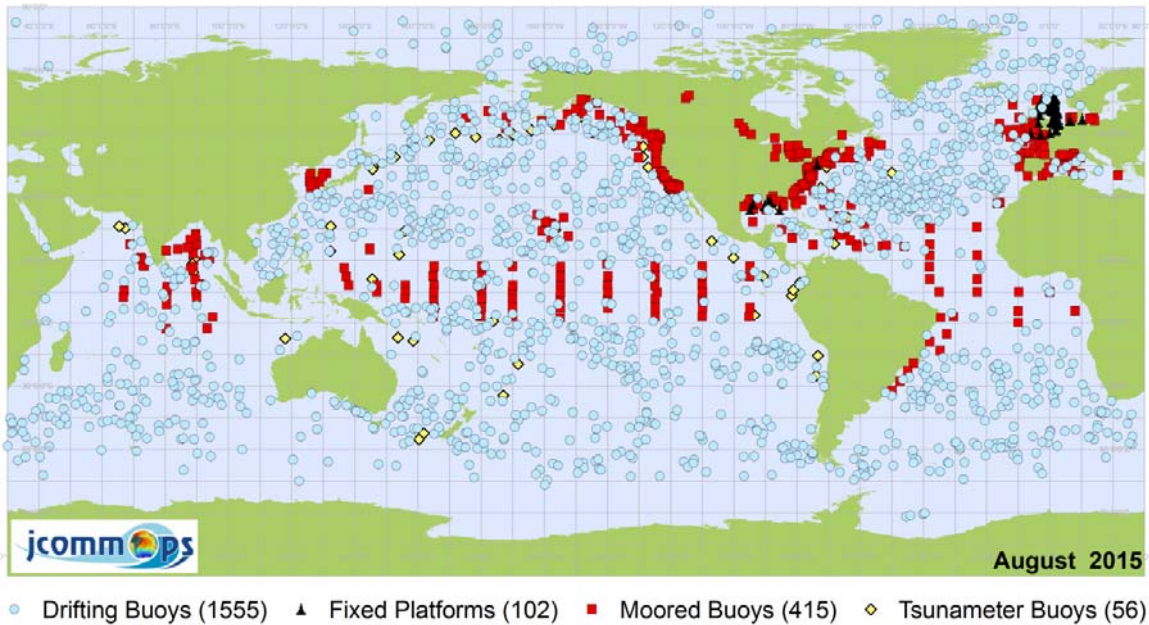 jcommops
August 2015
Drifting Buoys (1555) Fixed Platforms (102) Moored Buoys (415) Tsunameter Buoys (56)